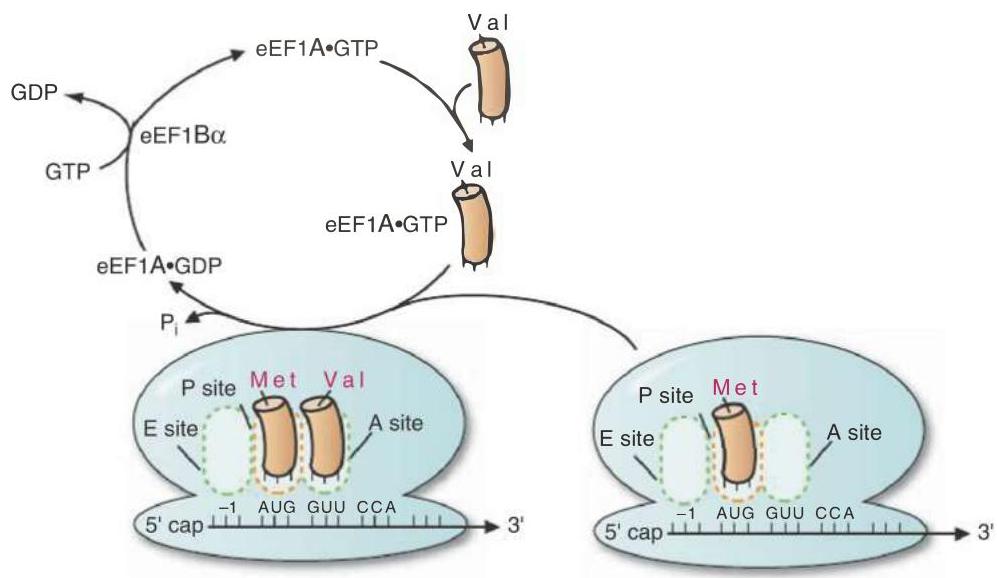 Val
eEF1A•GTP
GDP
eEF1Bα
GTP
Val
eEF1A•GTP
eEF1A•GDP
Pi
P site
Met
Val
E site
A site
–1 AUG GUU CCA
5' cap
3'
P site
Met
E site
A site
–1 AUG GUU CCA
5' cap
3'